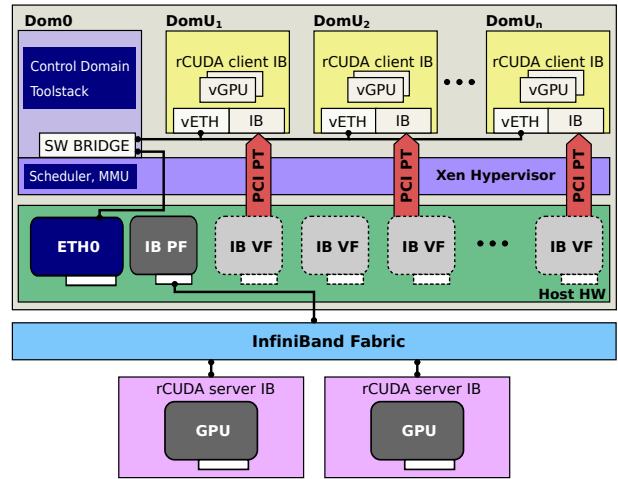 Dom0
DomU1
DomU2
DomUn
Control Domain
Toolstack
rCUDA client IB
vGPU
vETH
IB
rCUDA client IB
vGPU
vETH
IB
rCUDA client IB
vGPU
vETH
IB
SW BRIDGE
Scheduler, MMU
PCI PT
PCI PT
PCI PT
Xen Hypervisor
ETH0
IB PF
IB VF
IB VF
IB VF
IB VF
Host HW
InfiniBand Fabric
rCUDA server IB
GPU
rCUDA server IB
GPU